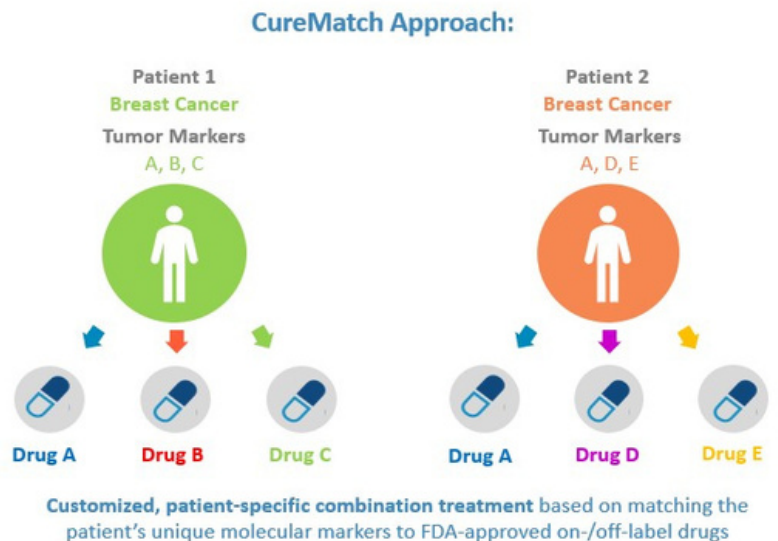 CureMatch Approach:
Patient 1
Breast Cancer
Tumor Markers
A, B, C
Patient 2
Breast Cancer
Tumor Markers
A, D, E
Drug A
Drug B
Drug C
Drug A
Drug D
Drug E
Customized, patient-specific combination treatment based on matching the
patient's unique molecular markers to FDA-approved on-/off-label drugs